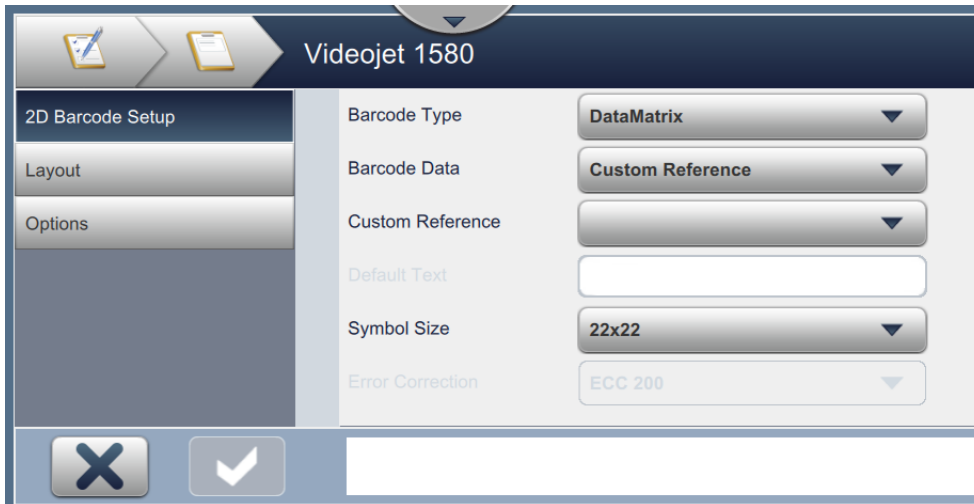 Videojet 1580
2D Barcode Setup
Layout
Options
Barcode Type DataMatrix
Barcode Data Custom Reference
Custom Reference
Default Text
Symbol Size 22x22
Error Correction ECC 200